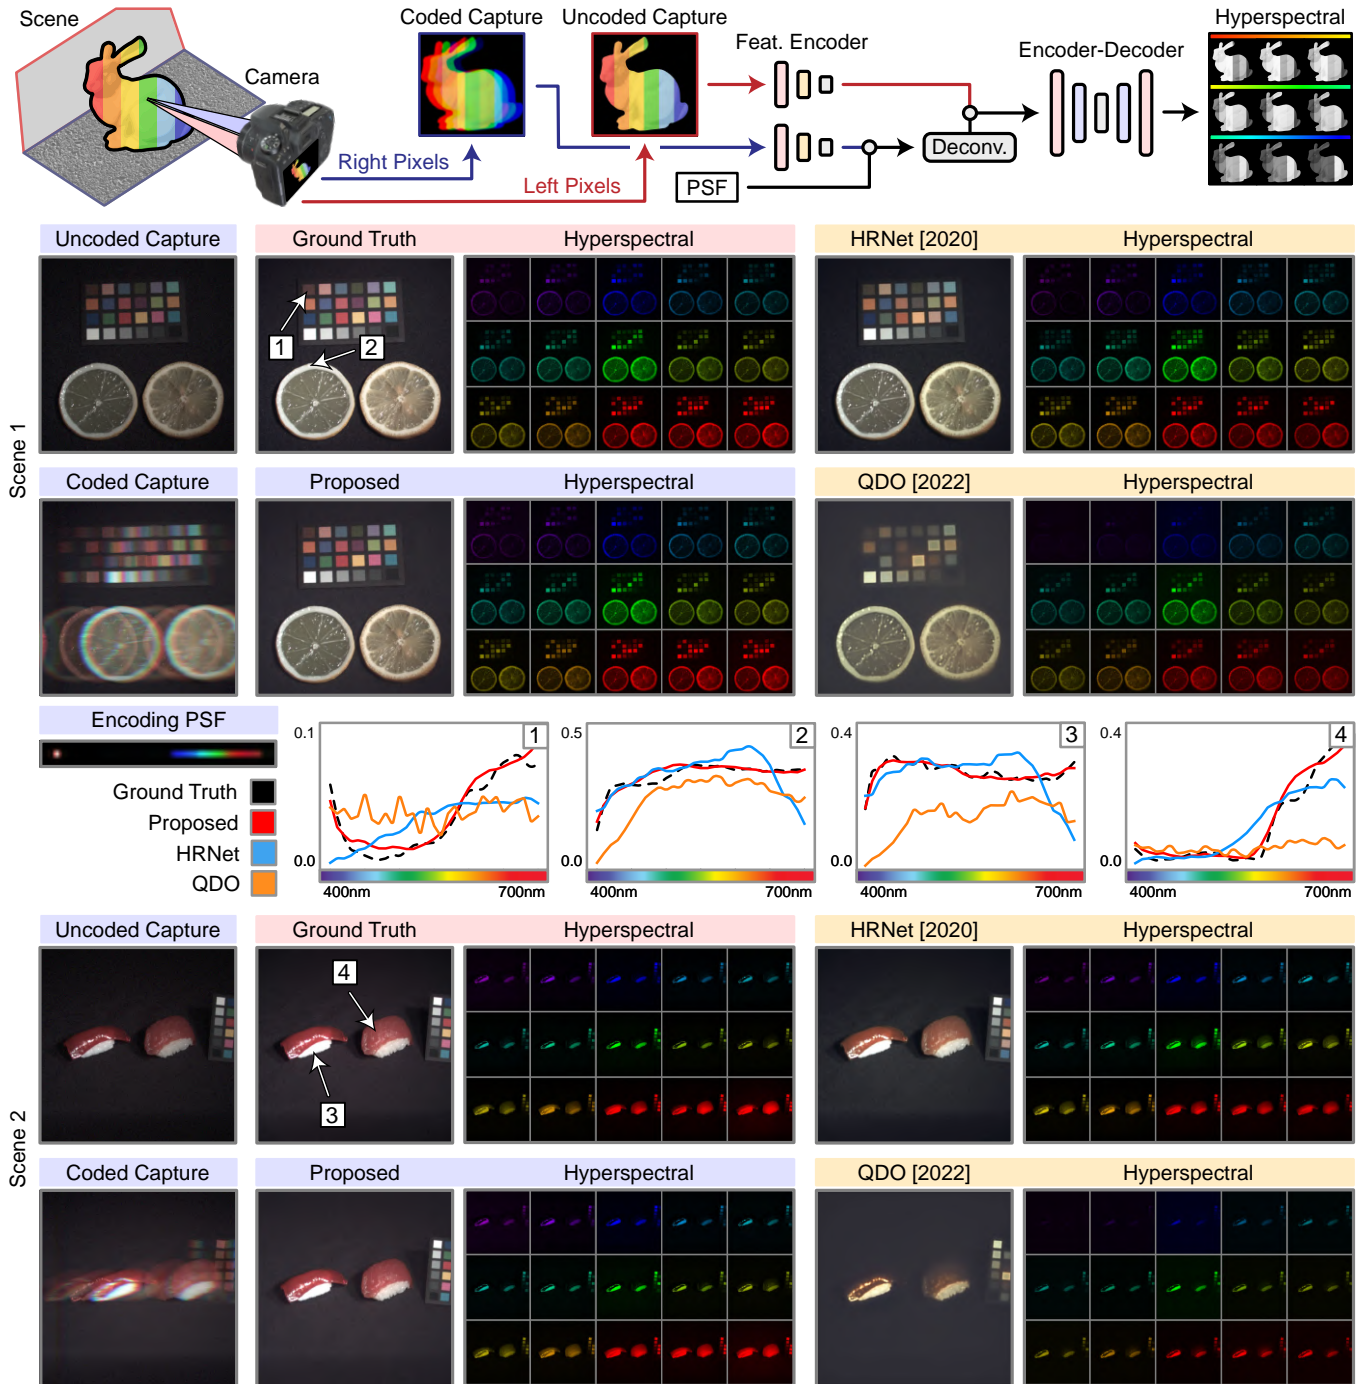 Scene
Camera
Coded Capture
Uncoded Capture
Feat. Encoder
Encoder-Decoder
Hyperspectral
Right Pixels
Left Pixels
PSF
Deconv.
Scene 1
Uncoded Capture
Ground Truth
Hyperspectral
HRNet [2020]
Hyperspectral
1
2
Coded Capture
Proposed
Hyperspectral
QDO [2022]
Hyperspectral
Encoding PSF
Ground Truth
Proposed
HRNet
QDO
0.1
1
0.0
400nm
700nm
0.5
2
0.0
400nm
700nm
0.4
3
0.0
400nm
700nm
0.4
4
0.0
400nm
700nm
Scene 2
Uncoded Capture
Ground Truth
Hyperspectral
HRNet [2020]
Hyperspectral
4
3
Coded Capture
Proposed
Hyperspectral
QDO [2022]
Hyperspectral